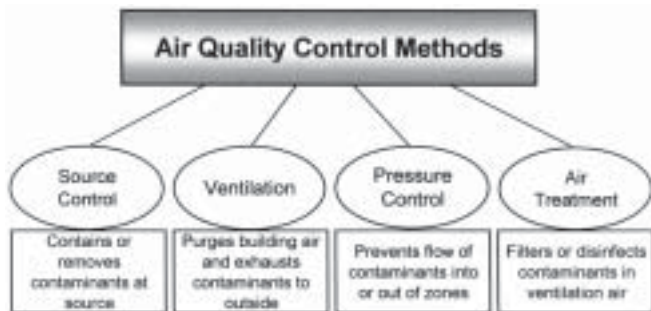 Air Quality Control Methods
Source
Control
Ventilation
Pressure
Control
Air
Treatment
Contains or
removes
contaminants at
source
Purges building air
and exhausts
contaminants to
outside
Prevents flow of
contaminants into
or out of zones
Filters or disinfects
contaminants in
ventilation air